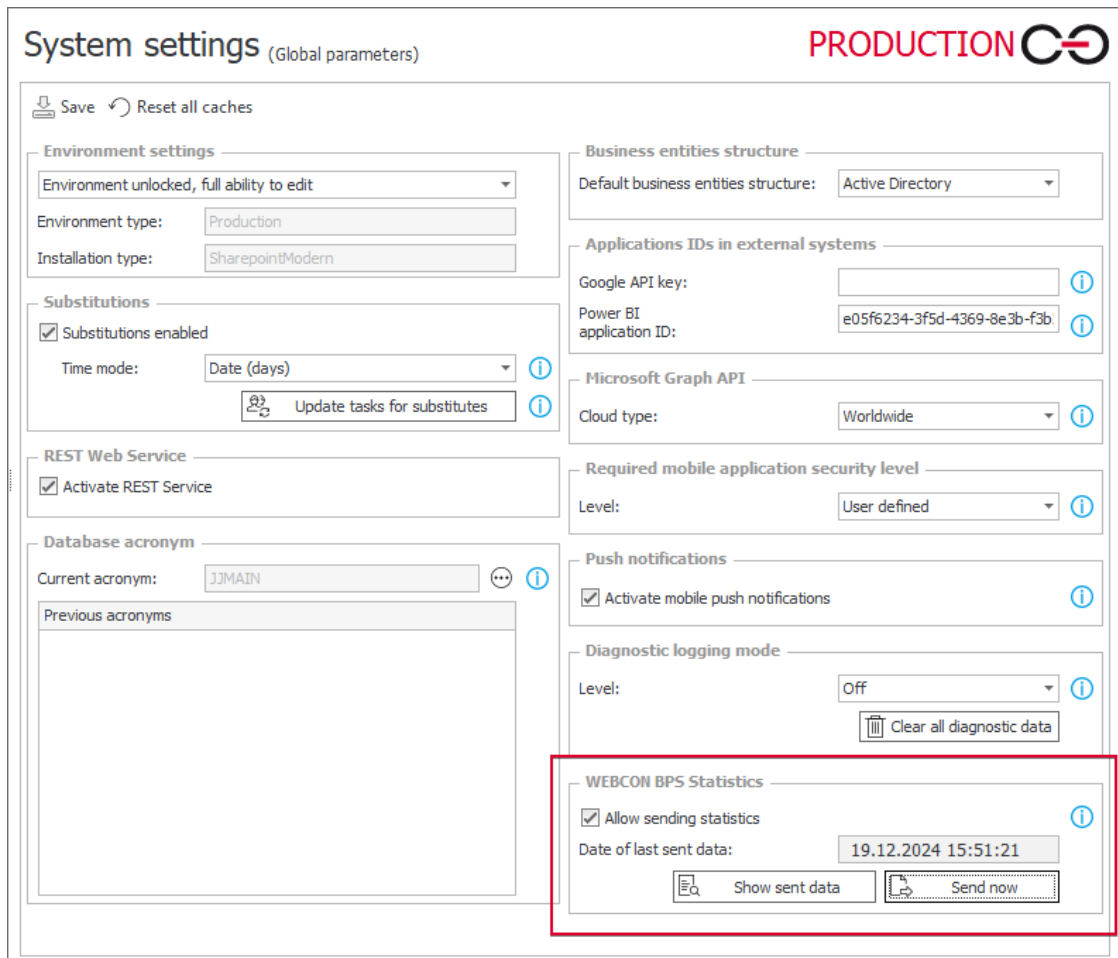 System settings (Global parameters)
PRODUCTION
Save Reset all caches
Environment settings
Environment unlocked, full ability to edit
Environment type: Production
Installation type: SharepointModern
Substitutions
Substitutions enabled
Time mode: Date (days)
Update tasks for substitutes
REST Web Service
Activate REST Service
Database acronym
Current acronym: JJMAIN
Previous acronyms
Business entities structure
Default business entities structure: Active Directory
Applications IDs in external systems
Google API key:
Power BI
application ID: e05f6234-3f5d-4369-8e3b-f3b
Microsoft Graph API
Cloud type: Worldwide
Required mobile application security level
Level: User defined
Push notifications
Activate mobile push notifications
Diagnostic logging mode
Level: Off
Clear all diagnostic data
WEBCON BPS Statistics
Allow sending statistics
Date of last sent data: 19.12.2024 15:51:21
Show sent data Send now